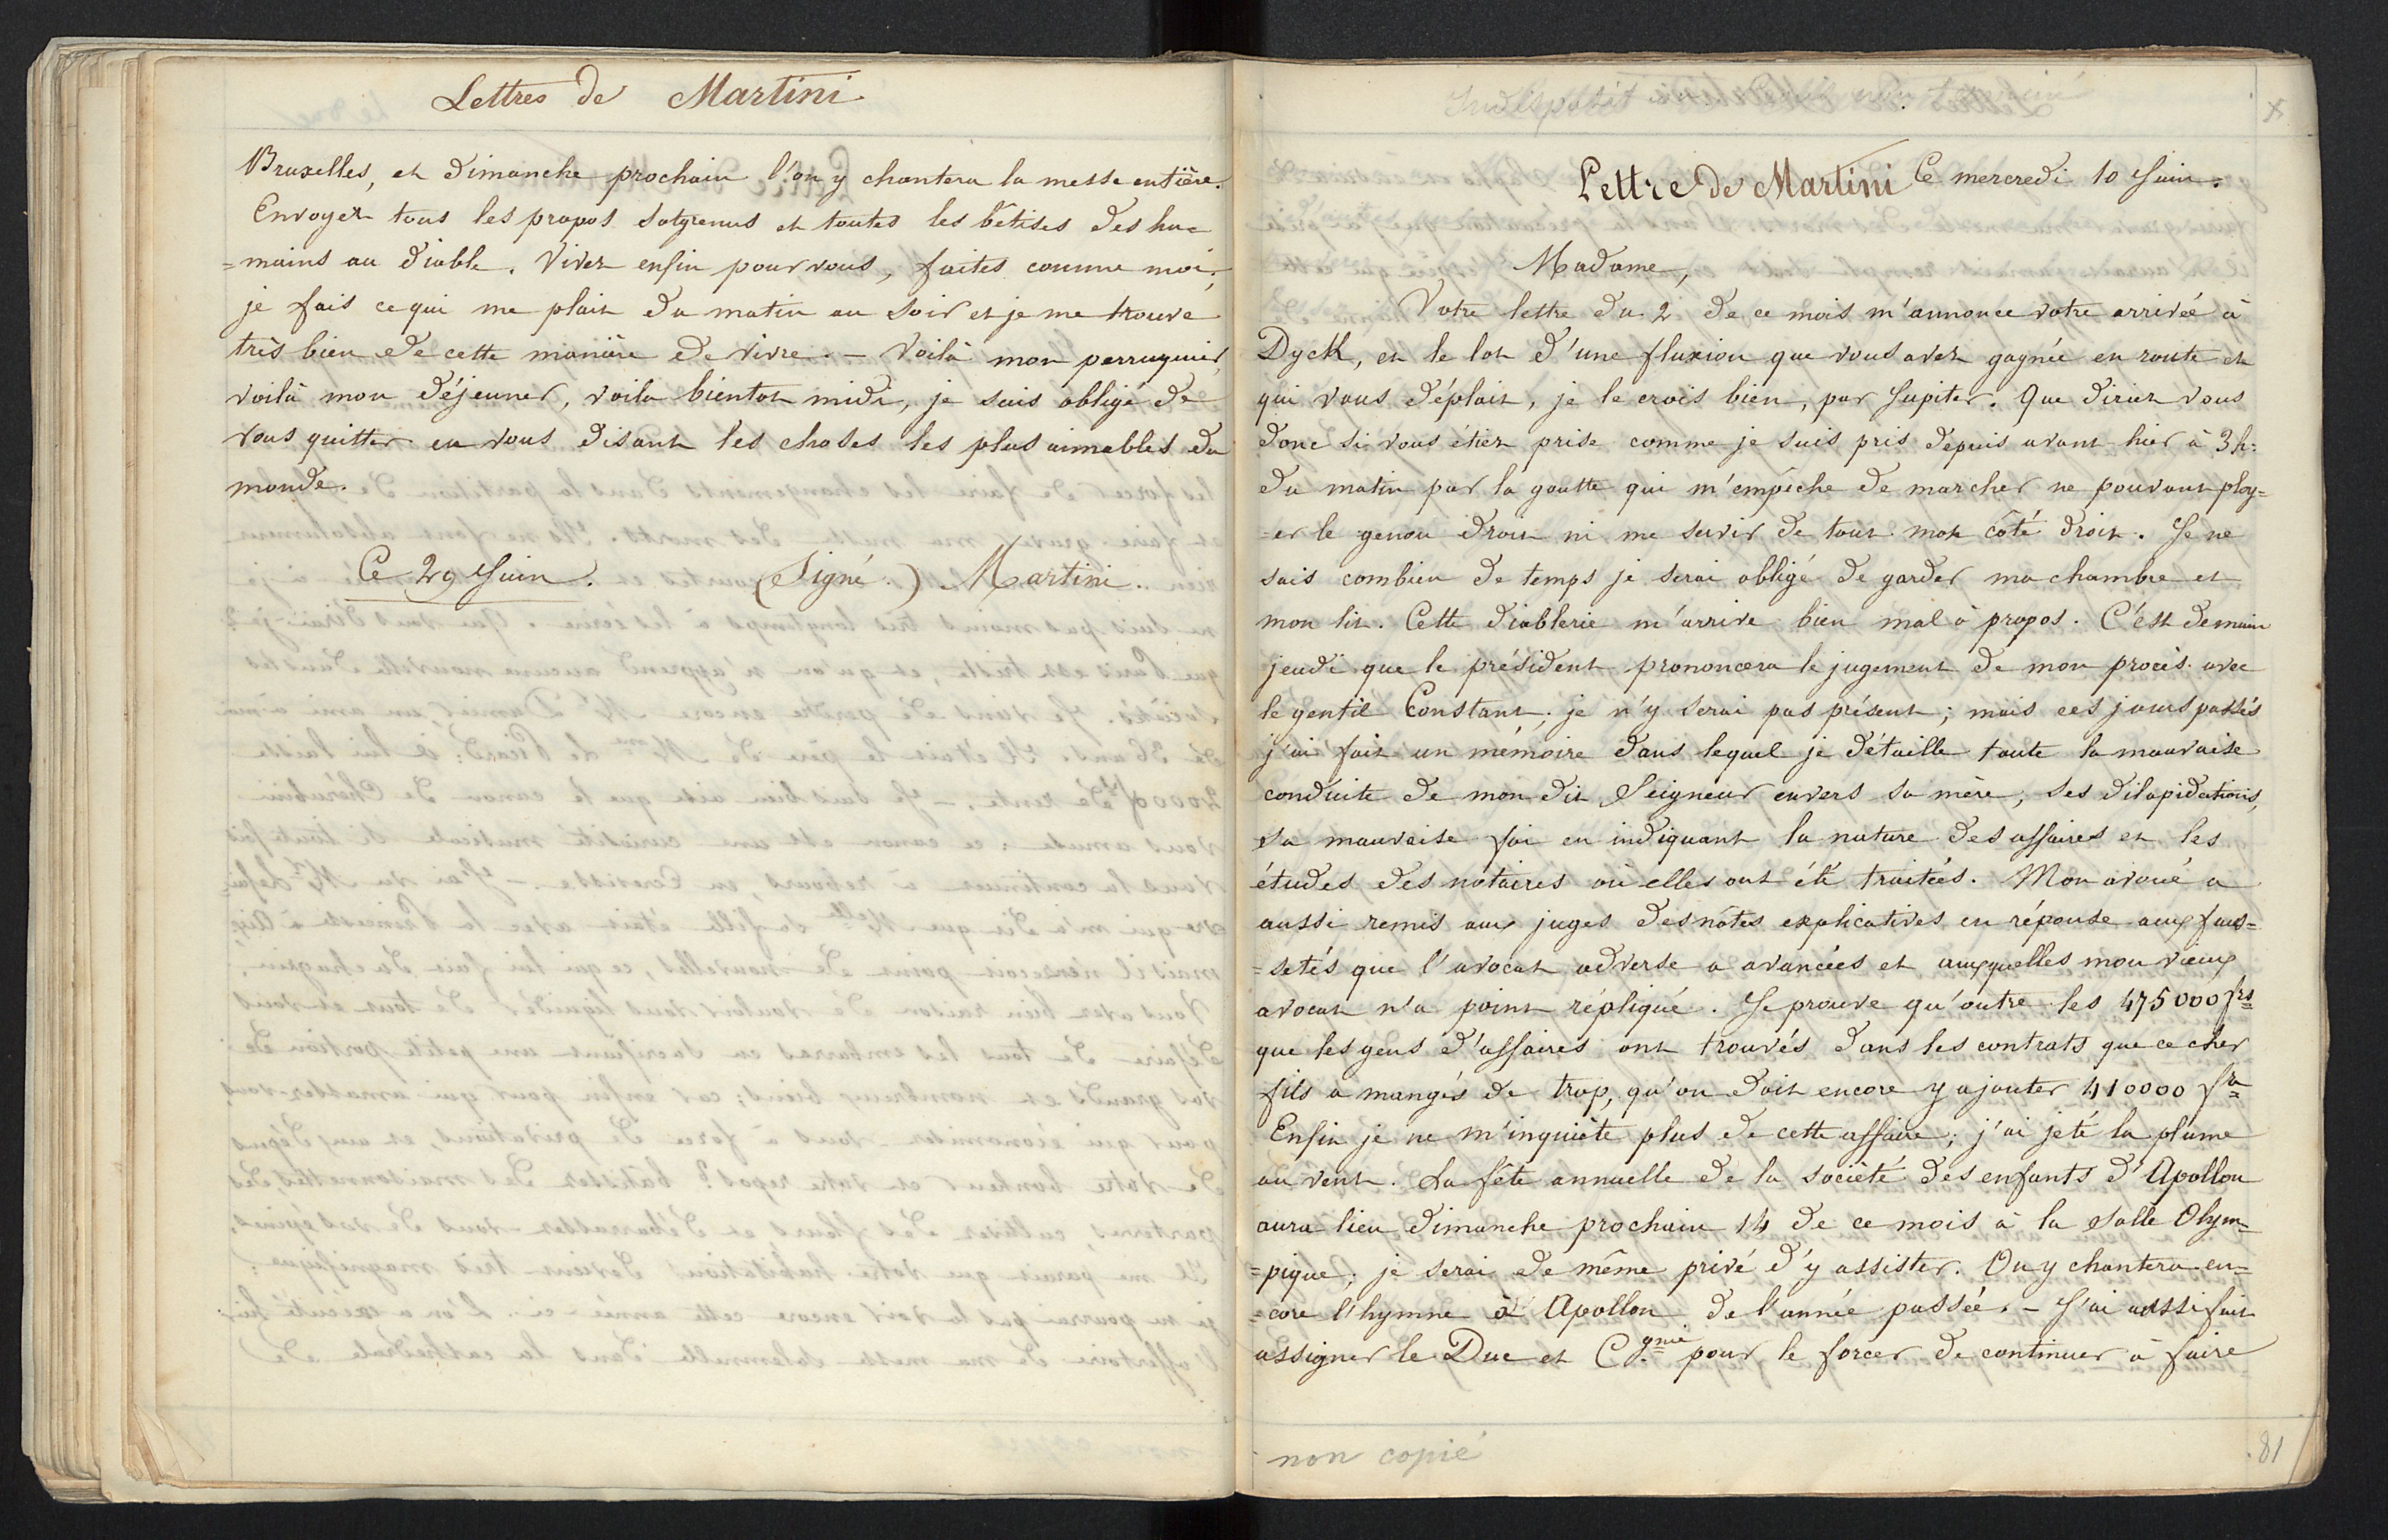 Lettres de Martini
Bruxelles, et dimanche prochain l'on y chantera la messe entière.
Envoyez tous les propos saugrenus et toutes les bêtises des hu=
=mains au diable. Vivez enfin pour vous, faites comme moi;
je fais ce qui me plait du matin au soir et je me trouve
très bien de cette manière de vivre. — Voilà mon perruquier,
voilà mon déjeuner, voila bientot midi, je suis obligé de
vous quitter en vous disant les choses les plus aimables du
monde.
Ce 29 Juin. (Signé:) Martini.
Lettre de Martini Ce mercredi 10 Juin.
Madame,
Votre lettre du 2 de ce mois m'annonce votre arrivée à
Dyck, et le lot d'une fluxion que vous avez gagnée en route et
qui vous déplait, je le crois bien, par Jupiter. Que diriez vous
donc si vous étiez prise comme je suis pris depuis avant-hier à 3 h:
du matin par la goutte qui m'empêche de marcher ne pouvant ploy=
=er le genou droit ni me servir de tout mon côté droit. Je ne
sais combien de temps je serai obligé de garder ma chambre et
mon lit. Cette diablerie m'arrive bien mal à propos. C'est demain
jeudi que le président prononcera le jugement de mon procès avec
le gentil Constant; je n'y serai pas présent; mais ces jours passés
j'ai fait un mémoire dans lequel je détaille toute la mauvaise
conduite de mon dit Seigneur envers sa mère, ses dilapidations,
sa mauvaise foi en indiquant la nature des affaires et les
études des notaires où elles ont été traitées. Mon avoué a
aussi remis aux juges des notes explicatives en réponse aux faus=
=setés que l'avocat adverse a avancées et auxquelles mon vieux
avocat n'a point répliqué. Je prouve qu'outre les 475000 frs
que les gens d'affaires ont trouvés dans les contrats que ce cher
fils a mangés de trop, qu'on doit encore y ajouter 410000 fr
Enfin je ne m'inquiète plus de cette affaire; j'ai jeté la plume
au vent. La fête annuelle de la société des enfants d'Apollon
aura lieu dimanche prochain 14 de ce mois à la salle Olym=
=pique; je serai de même privé d'y assister. On y chantera en=
=core l'hymne à Apollon de l'année passée. — J'ai aussi fait
assigner le Duc et Cgnie pour le forcer de continuer à faire
non copié
81